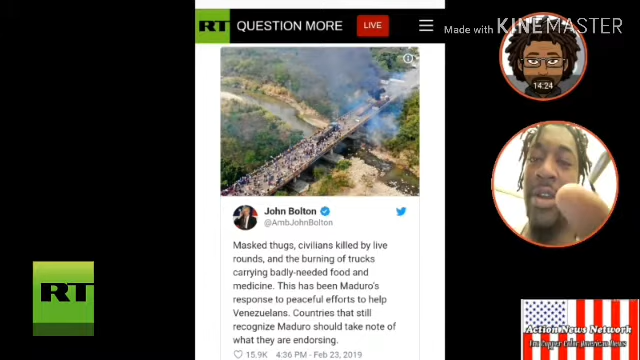 RT QUESTION MORE LIVE
Made with KINEMASTER
14:24
John Bolton
@AmbJohnBolton
Masked thugs, civilians killed by live
rounds, and the burning of trucks
carrying badly-needed food and
medicine. This has been Maduro's
response to peaceful efforts to help
Venezuelans. Countries that still
recognize Maduro should take note of
what they are endorsing.
15.9K 4:36 PM - Feb 23, 2019
RT
Action News Network